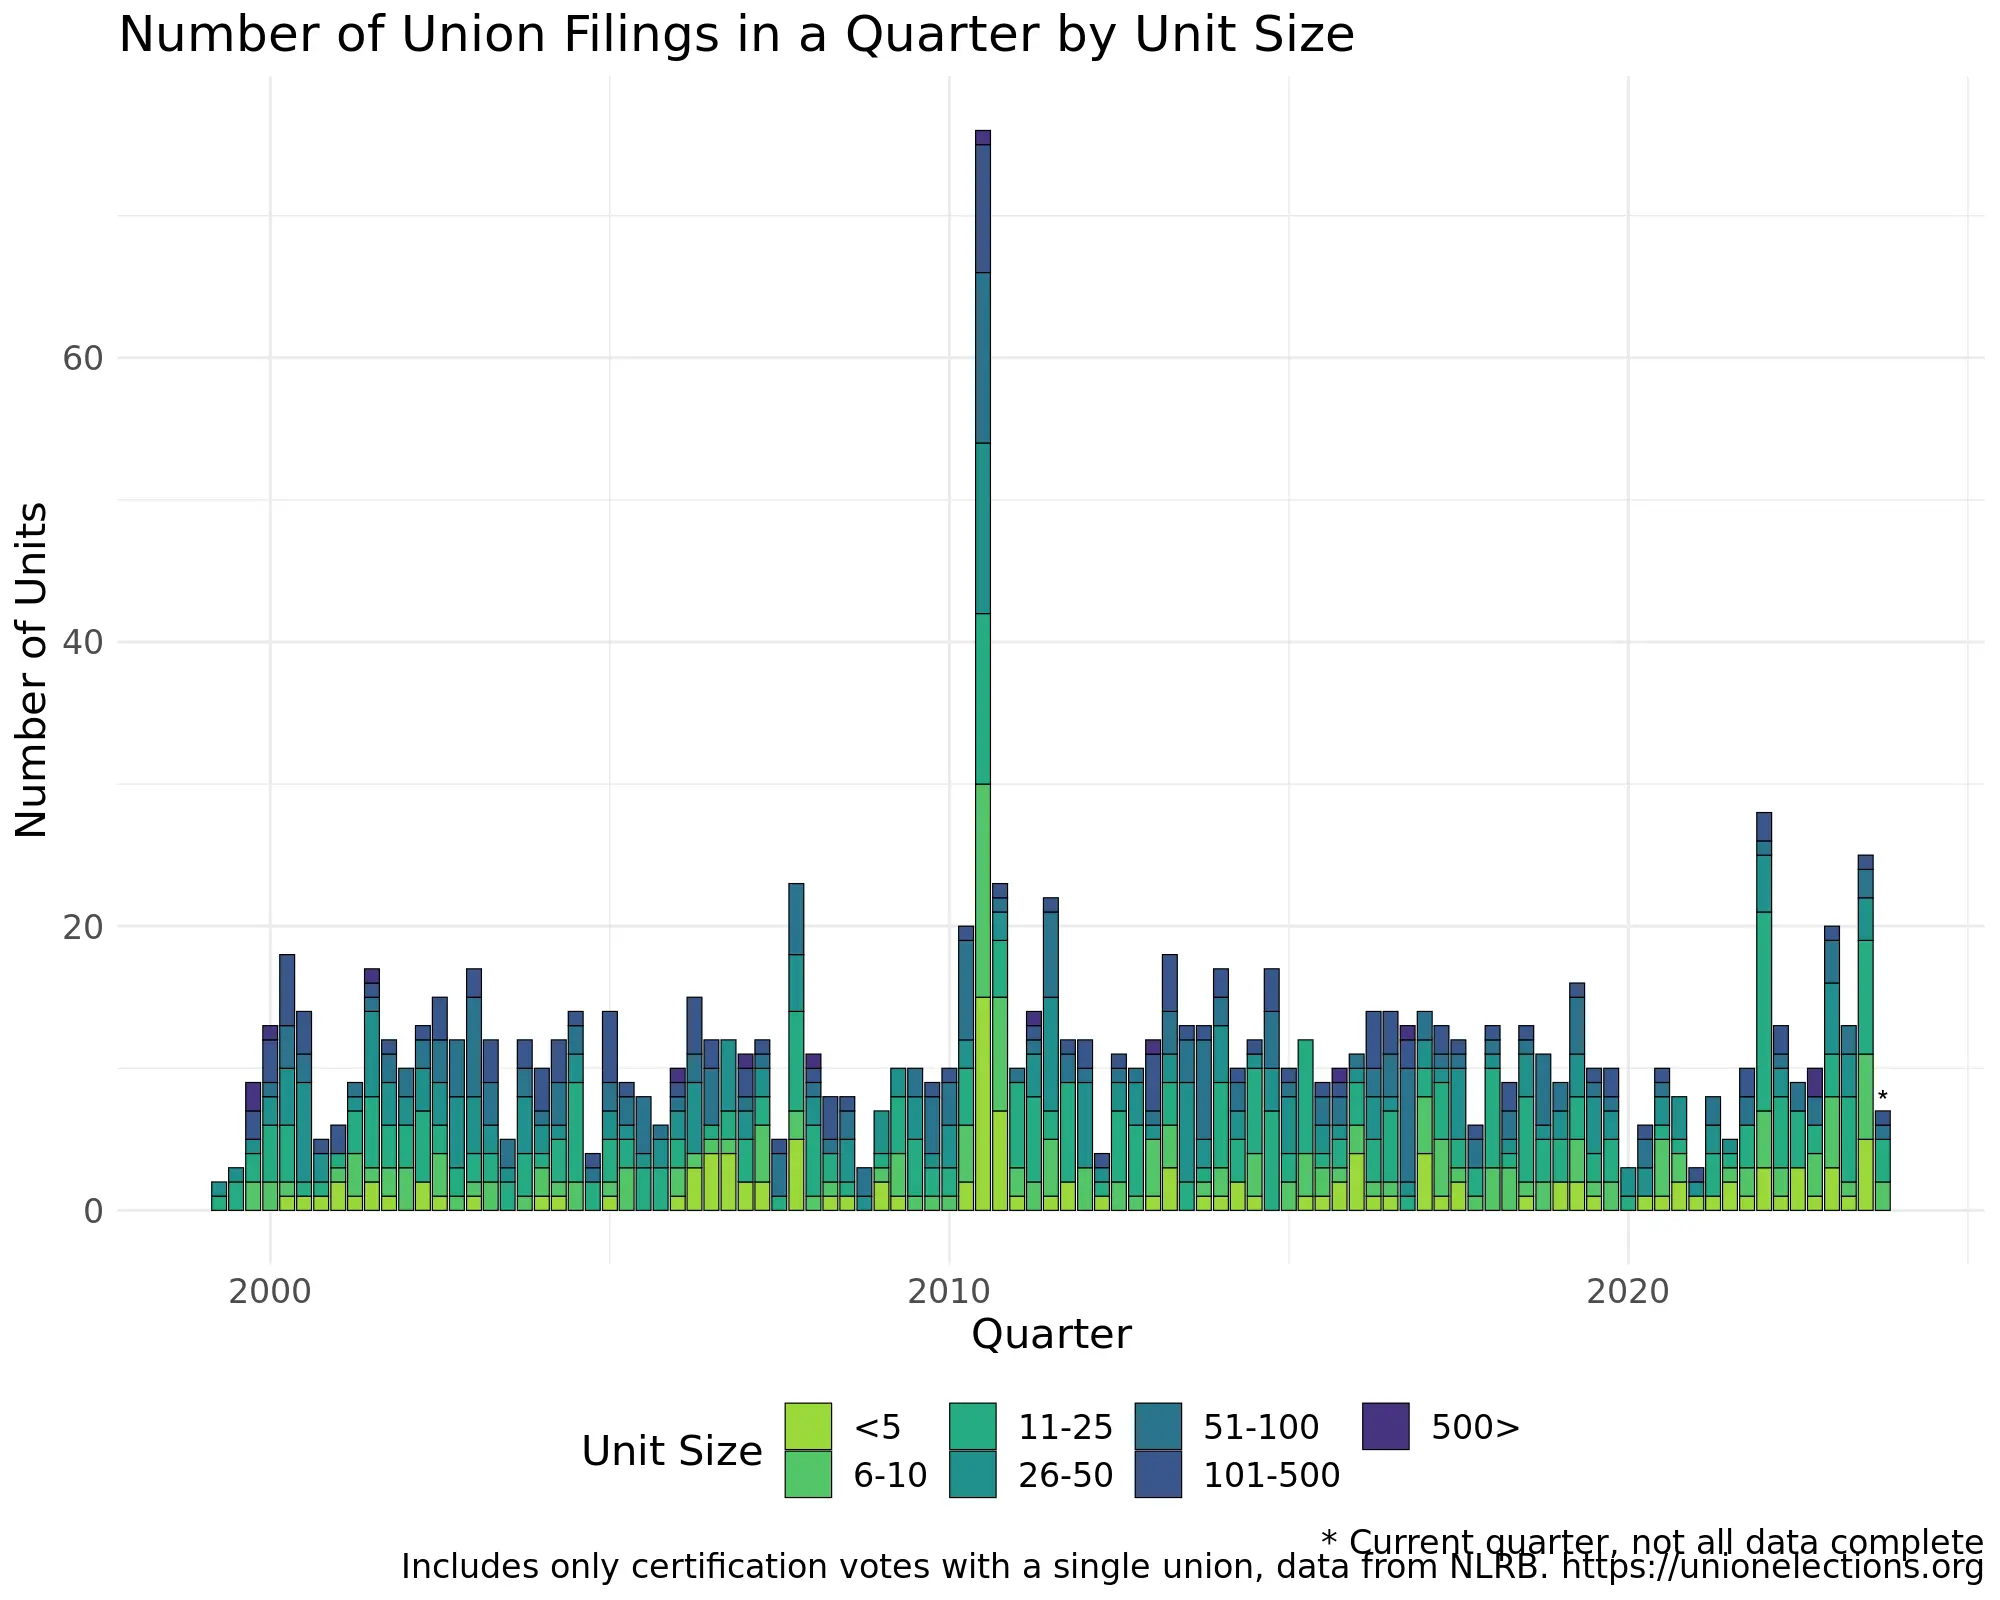 Number of Union Filings in a Quarter by Unit Size
Number of Units
60
40
20
0
*
2000 2010 2020
Quarter
Unit Size
<5 11-25 51-100 500>
6-10 26-50 101-500
* Current quarter, not all data complete
Includes only certification votes with a single union, data from NLRB. https://unionelections.org